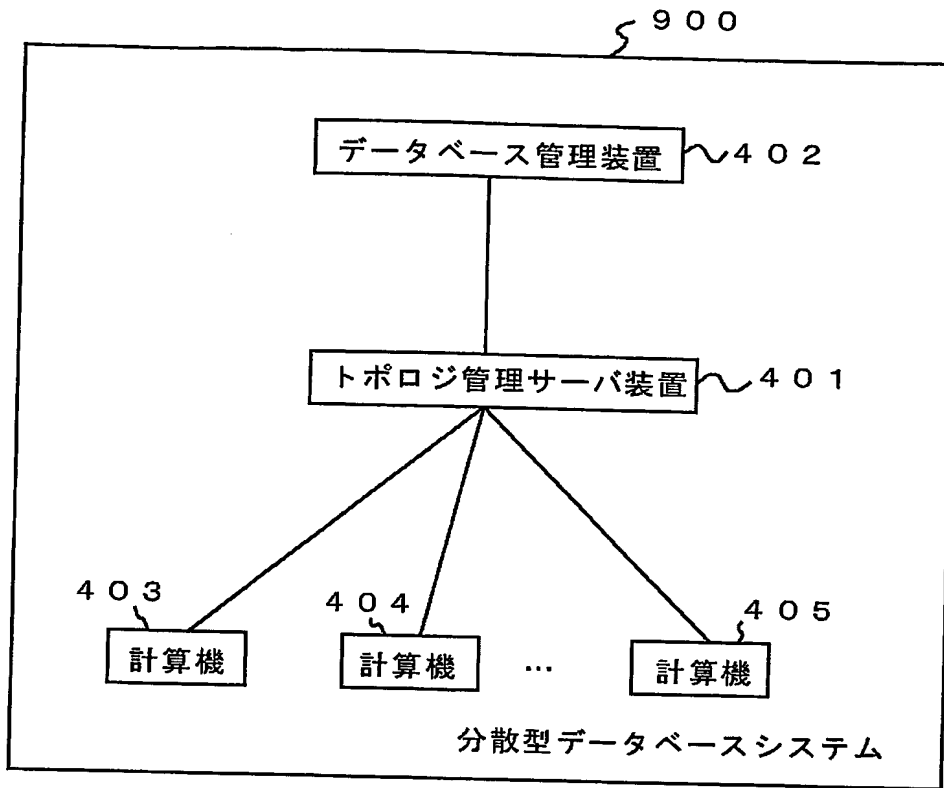 ９００
データベース管理装置
４０２
トポロジ管理サーバ装置
４０１
４０３
４０４
４０５
計算機
計算機
...
計算機
分散型データベースシステム